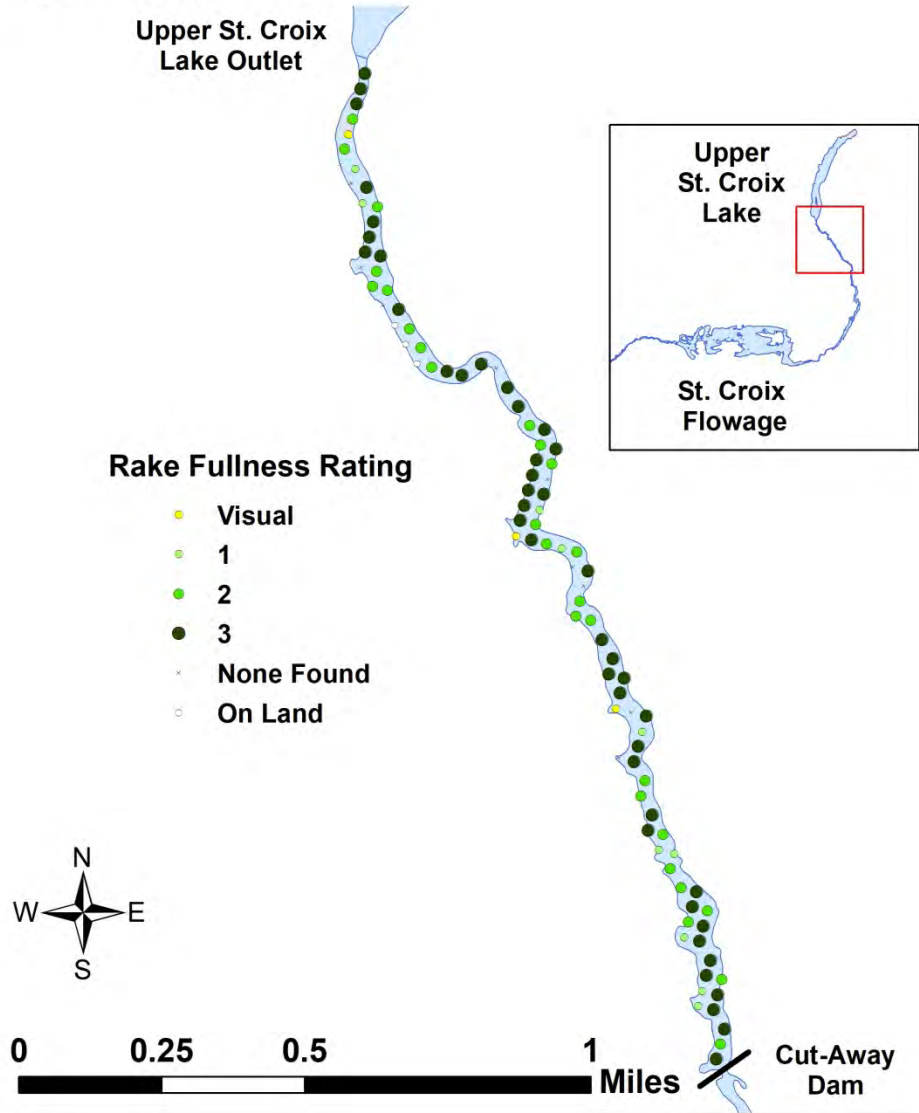 Upper St. Croix
Lake Outlet
Upper
St. Croix
Lake
St. Croix
Flowage
Rake Fullness Rating
Visual
1
2
3
None Found
On Land
N
W E
S
0 0.25 0.5 1
Miles
Cut-Away
Dam